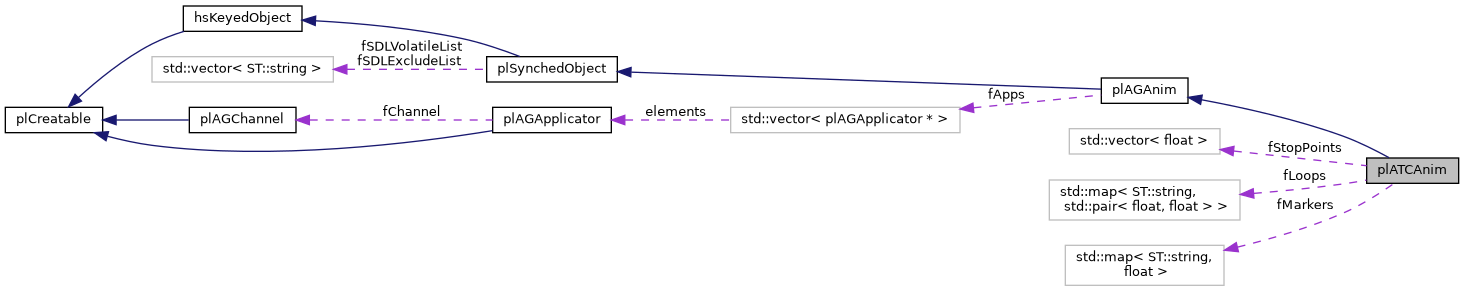 hsKeyedObject
fSDLVolatileList
fSDLExcludeList
std::vector< ST::string >
plSynchedObject
plAGAnim
fApps
plCreatable
plAGChannel
fChannel
plAGApplicator
elements
std::vector< plAGApplicator * >
std::vector< float >
fStopPoints
plATCAnim
fLoops
std::map< ST::string,
std::pair< float, float > >
fMarkers
std::map< ST::string,
float >